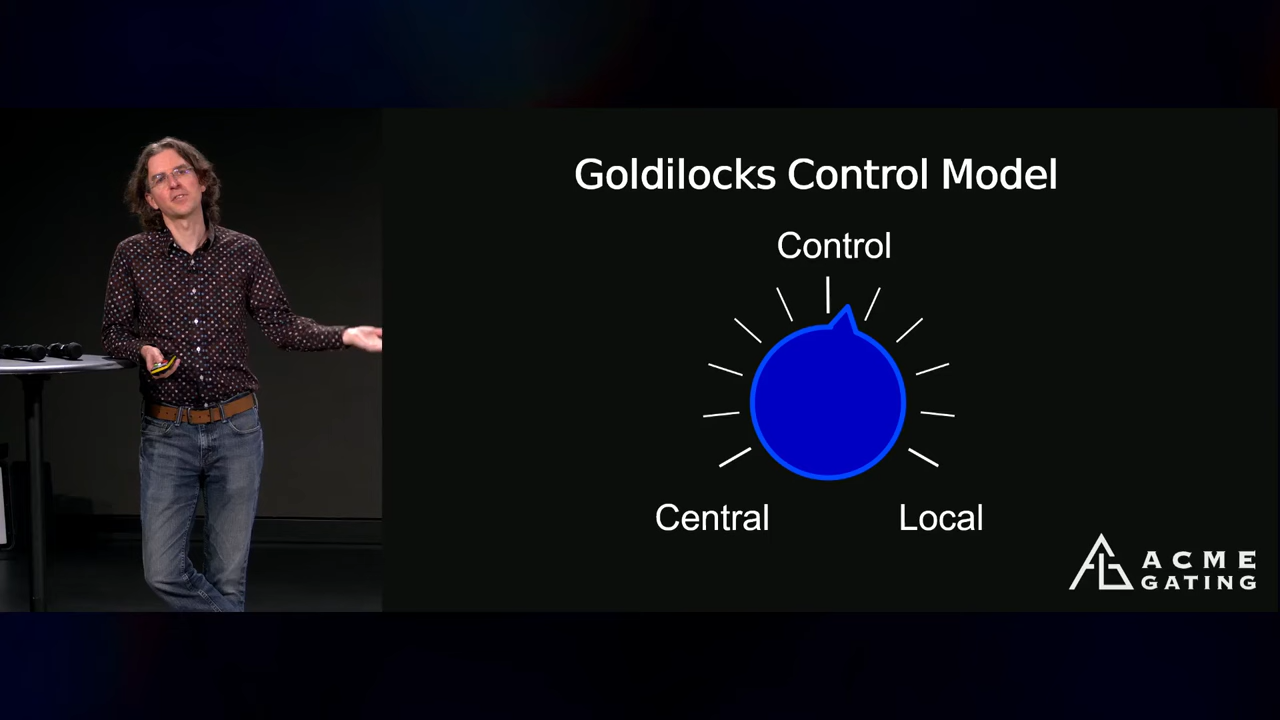 Goldilocks Control Model
Control
Central
Local
ACME
GATING